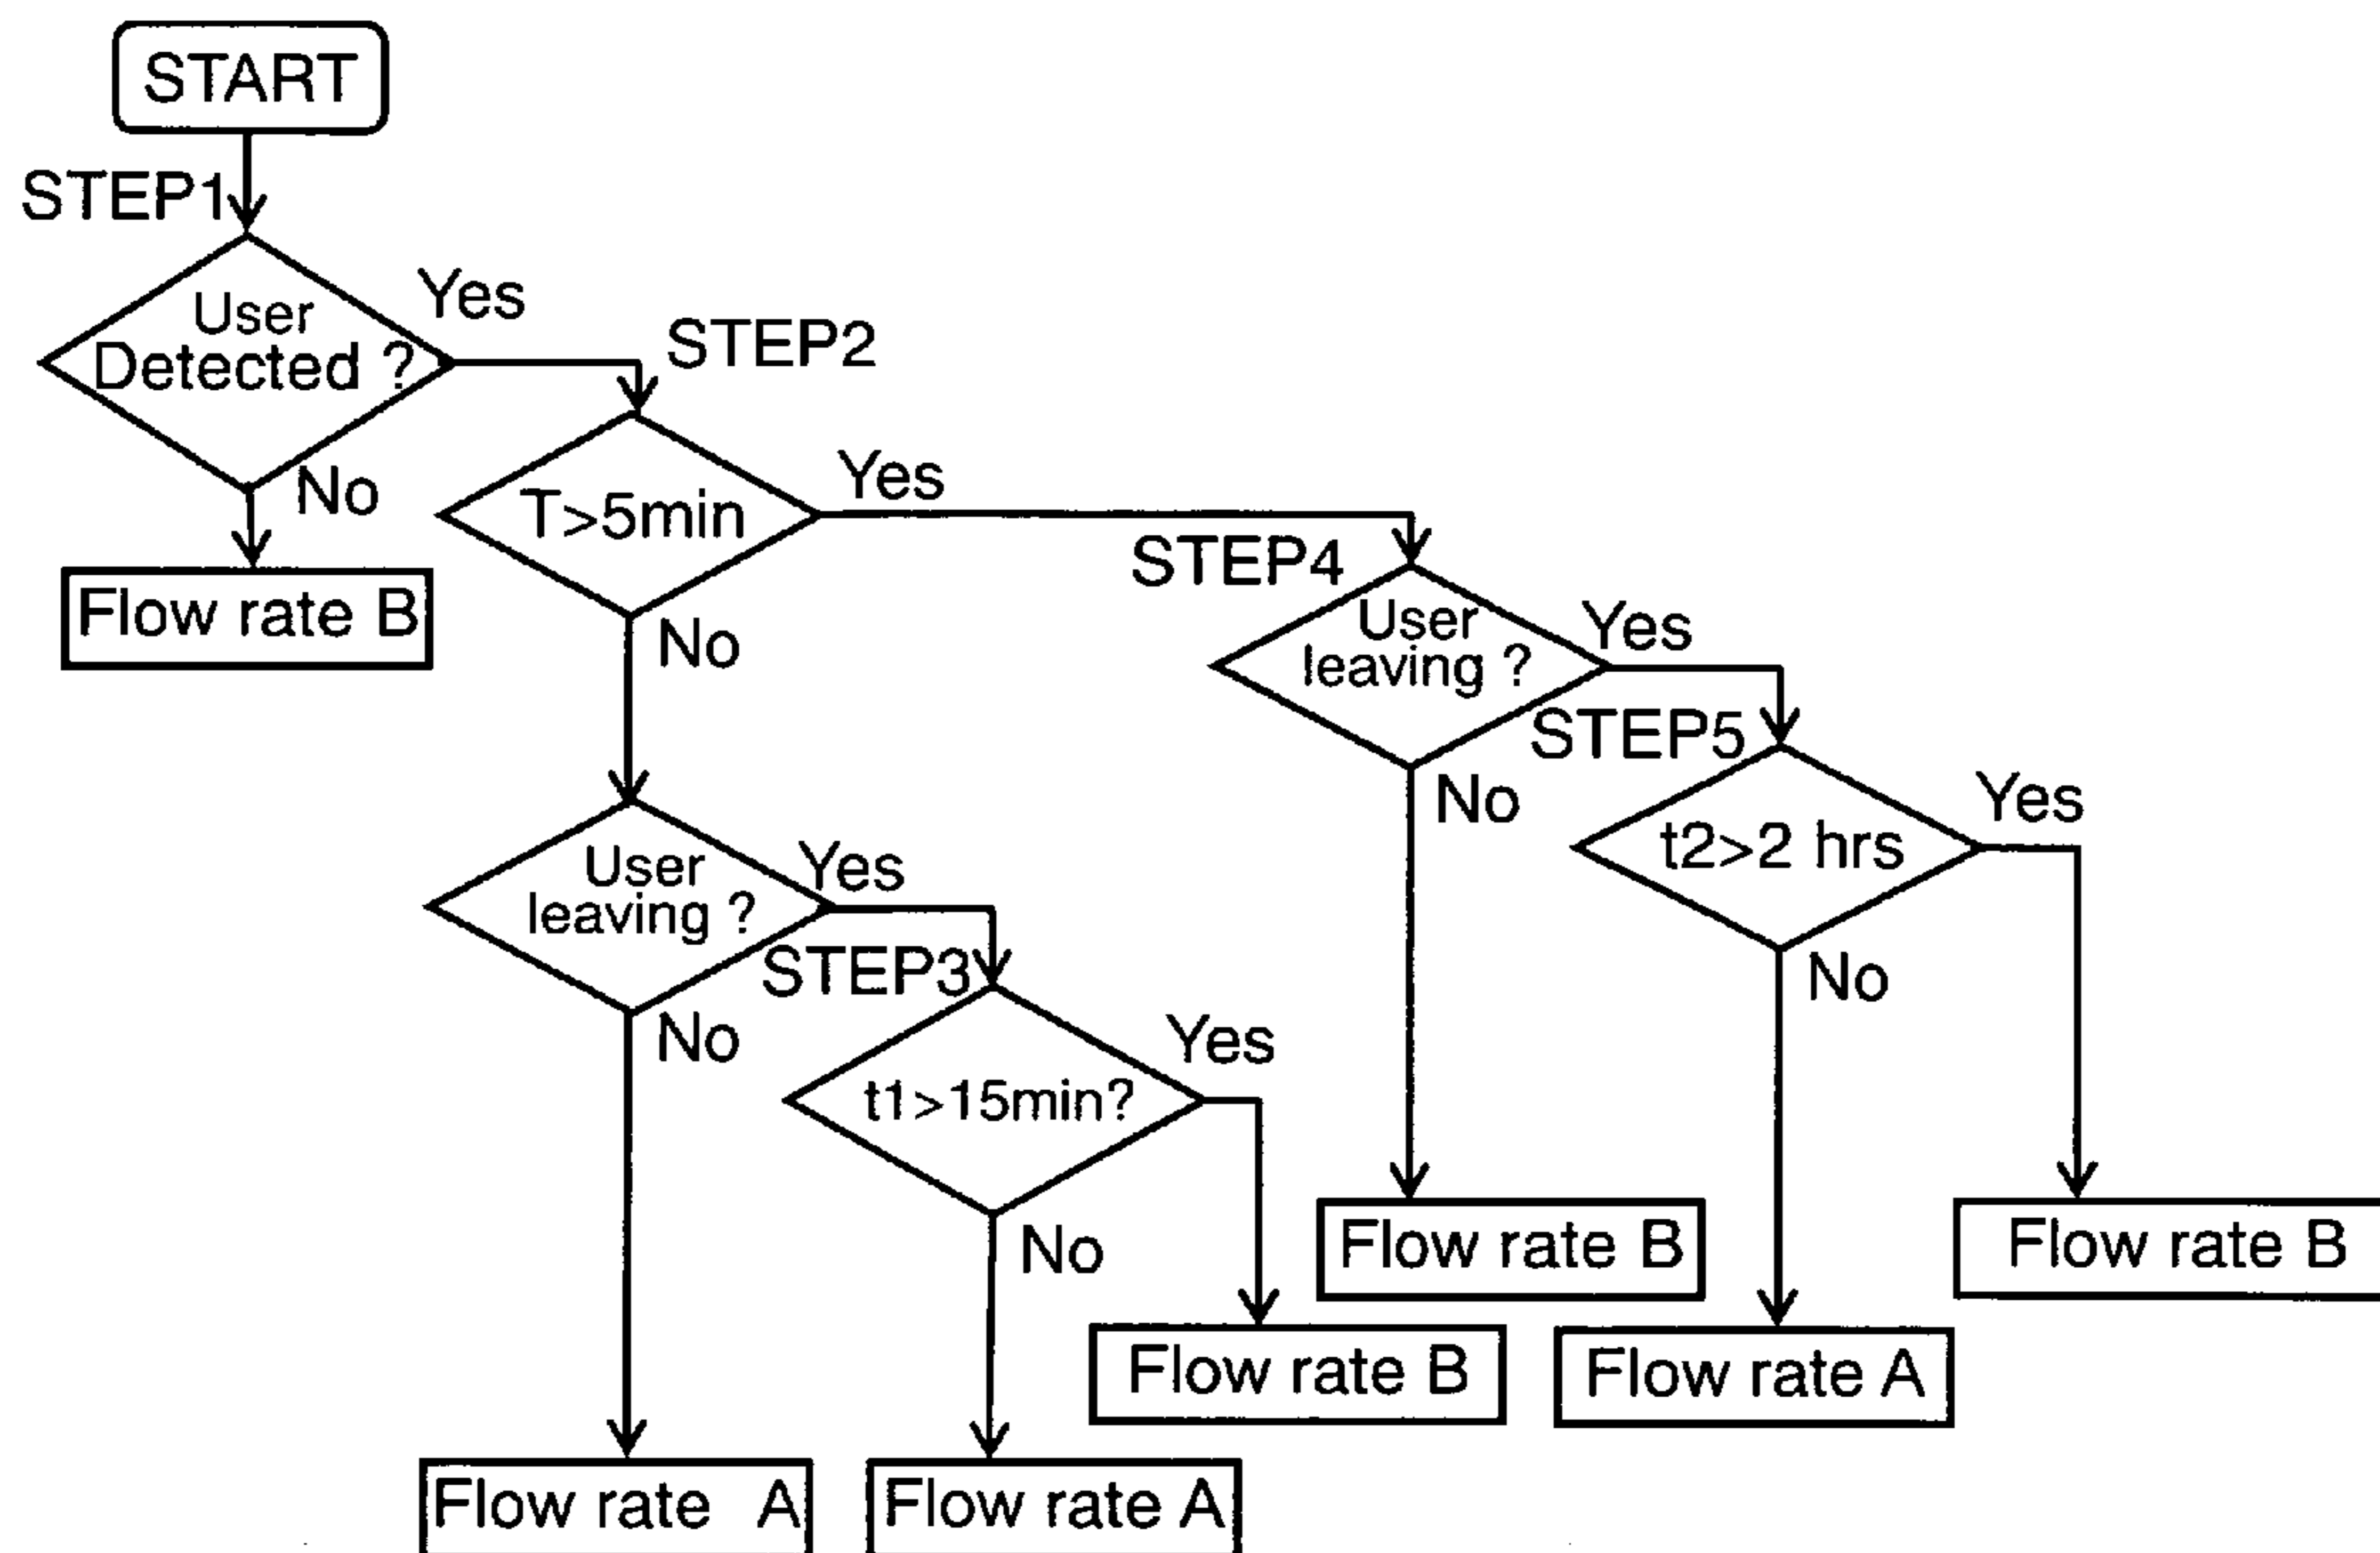 START
STEP1
User
Detected ?
Yes
No
Flow rate B
STEP2
T>5min
Yes
No
User
leaving ?
Yes
No
STEP3
t1>15min?
Yes
No
STEP4
User
leaving ?
Yes
No
STEP5
t2>2 hrs
Yes
No
Flow rate B
Flow rate B
Flow rate B
Flow rate A
Flow rate A
Flow rate A